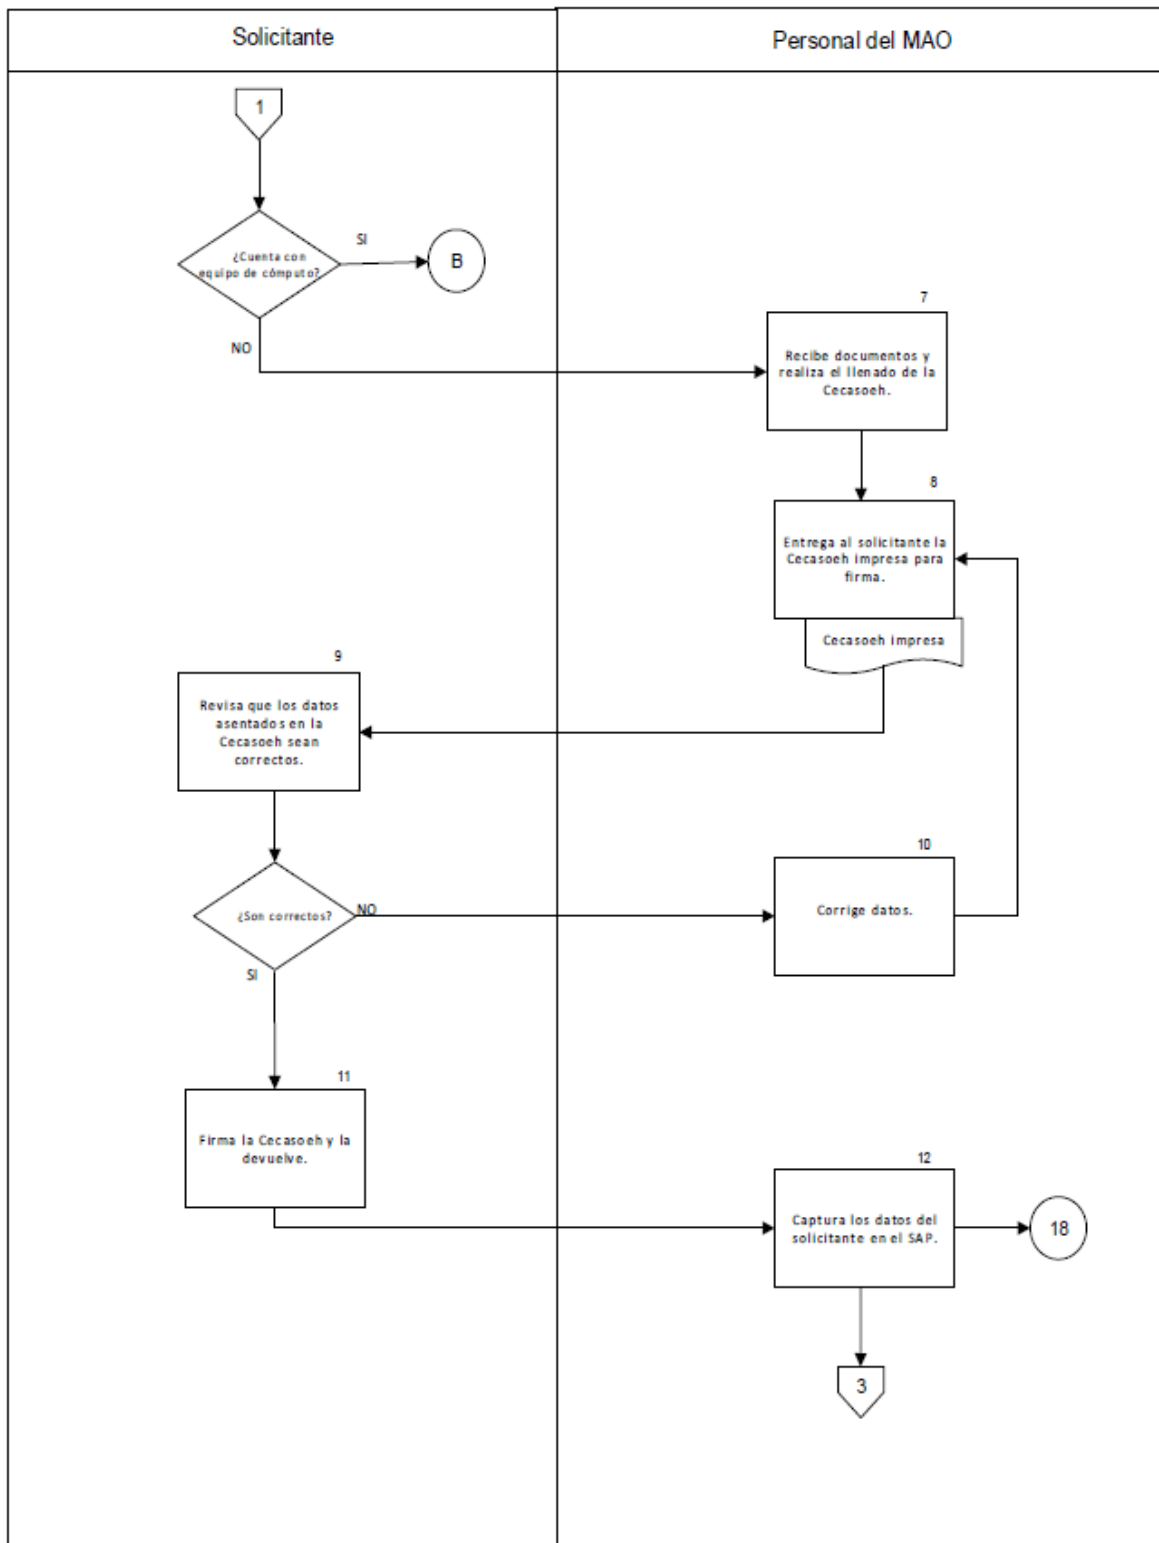 Solicitante
Personal del MAO
1
¿Cuenta con
equipo de cómputo?
SI
B
NO
7
Recibe documentos y
realiza el llenado de la
Cecasoeh.
8
Entrega al solicitante la
Cecasoeh impresa para
firma.
Cecasoeh impresa
9
Revisa que los datos
asentados en la
Cecasoeh sean
correctos.
¿Son correctos?
NO
SI
10
Corrige datos.
11
Firma la Cecasoeh y la
devuelve.
12
Captura los datos del
solicitante en el SAP.
18
3